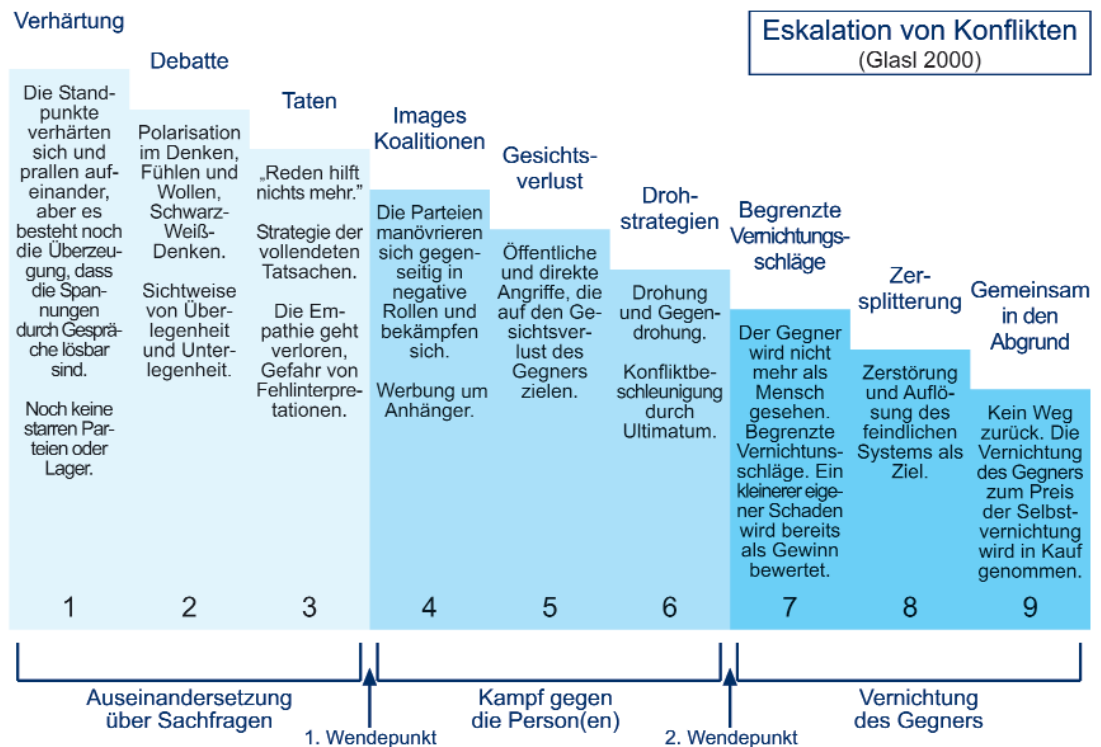 Eskalation von Konflikten
(Glasl 2000)
Verhärtung
Die Stand-
punkte
verhärten
sich und
prallen auf-
einander,
aber es
besteht noch
die Überzeu-
gung, dass
die Span-
nungen
durch Gesprä-
che lösbar
sind.
Noch keine
starren Par-
teien oder
Lager.
1
Debatte
Polarisation
im Denken,
Fühlen und
Wollen,
Schwarz-
Weiß-
Denken.
Sichtweise
von Über-
legenheit
und Unter-
legenheit.
2
Taten
„Reden hilft
nichts mehr.”
Strategie der
vollendeten
Tatsachen.
Die Em-
pathie geht
verloren,
Gefahr von
Fehlinterpre-
tationen.
3
Images
Koalitionen
Die Parteien
manövrieren
sich gegen-
seitig in
negative
Rollen und
bekämpfen
sich.
Werbung um
Anhänger.
4
Gesichts-
verlust
Öffentliche
und direkte
Angriffe, die
auf den Ge-
sichtsver-
lust des
Gegners
zielen.
5
Droh-
strategien
Drohung
und Gegen-
drohung.
Konfliktbe-
schleunigung
durch
Ultimatum.
6
Begrenzte
Vernichtungs-
schläge
Der Gegner
wird nicht
mehr als
Mensch
gesehen.
Begrenzte
Vernichtuns-
schläge. Ein
kleinerer eige-
ner Schaden
wird bereits
als Gewinn
bewertet.
7
Zer-
splitterung
Zerstörung
und Auflö-
sung des
feindlichen
Systems als
Ziel.
8
Gemeinsam
in den
Abgrund
Kein Weg
zurück. Die
Vernichtung
des Gegners
zum Preis
der Selbst-
vernichtung
wird in Kauf
genommen.
9
Auseinandersetzung
über Sachfragen
1. Wendepunkt
Kampf gegen
die Person(en)
2. Wendepunkt
Vernichtung
des Gegners